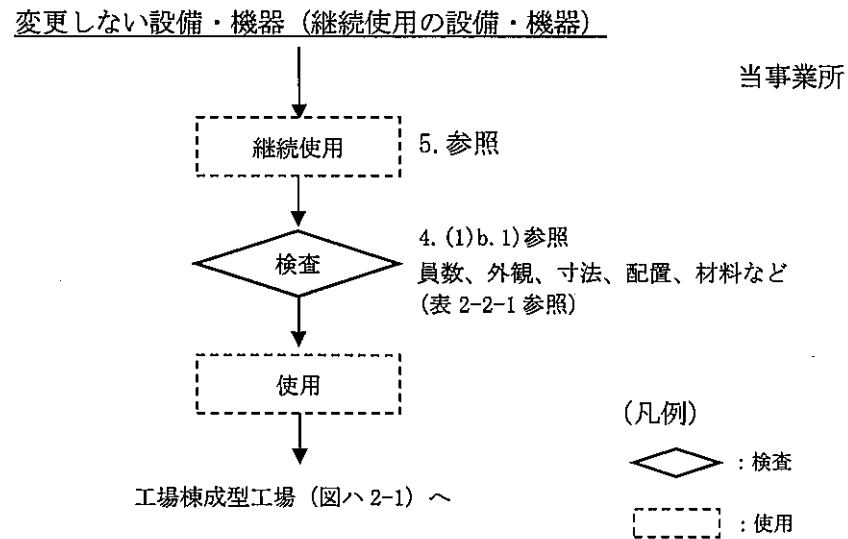 変更しない設備・機器（継続使用の設備・機器）
当事業所
継続使用
5.参照
検査
4.(1)b.1)参照
員数、外観、寸法、配置、材料など
(表 2-2-1 参照)
使用
工場棟成型工場（図ハ 2-1）へ
(凡例)
：検査
：使用